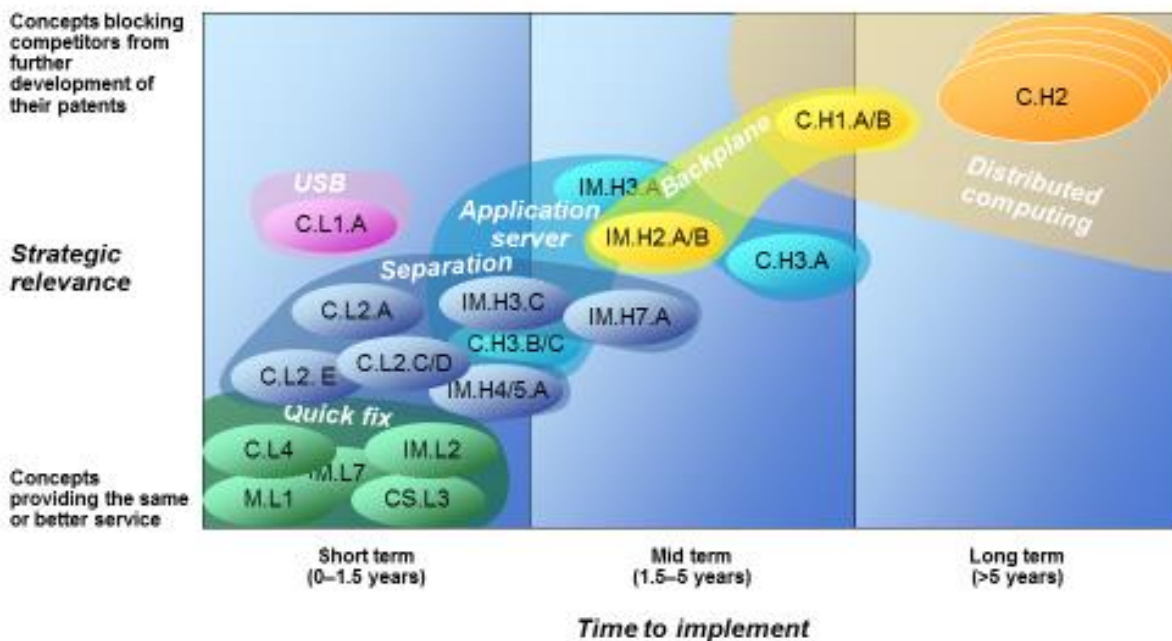 Concepts blocking
competitors from
further
development of
their patents
C.H2
C.H1.A/B
Backplane
Distributed
computing
USB
C.L1.A
IM.H3.A
Application
server
IM.H2.A/B
C.H3.A
Strategic
relevance
Separation
C.L2.A
IM.H3.C
IM.H7.A
C.H3.B/C
C.L2.C/D
C.L2. E
IM.H4/5.A
Quick fix
C.L4
IM.L2
IM.L7
M.L1
CS.L3
Concepts
providing the same
or better service
Short term
(0–1.5 years)
Mid term
(1.5–5 years)
Long term
(>5 years)
Time to implement